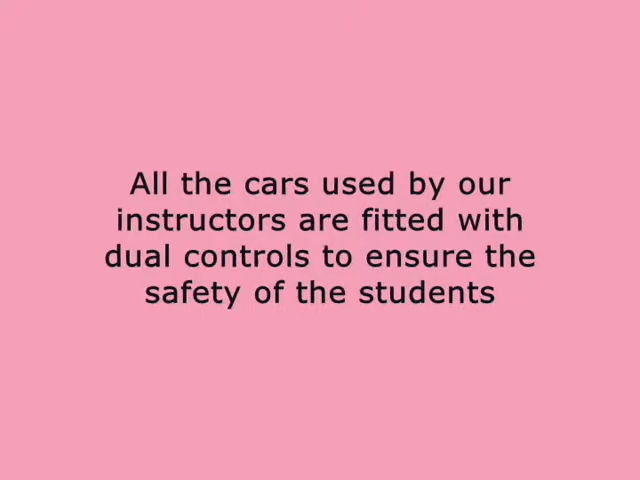 All the cars used by our
instructors are fitted with
dual controls to ensure the
safety of the students